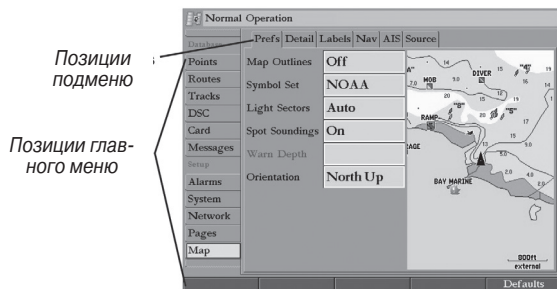 Normal Operation
Позиции подменю
Позиции глав-
ного меню
Database
Points
Routes
Tracks
DSC
Card
Messages
Setup
Alarms
System
Network
Pages
Map
Prefs Detail Labels Nav AIS Source
Map Outlines Off
Symbol Set NOAA
Light Sectors Auto
Spot Soundings On
Warn Depth
Orientation North Up
DIVER
MOB
RAMP
BAY MARINE
800ft
external
Defaults